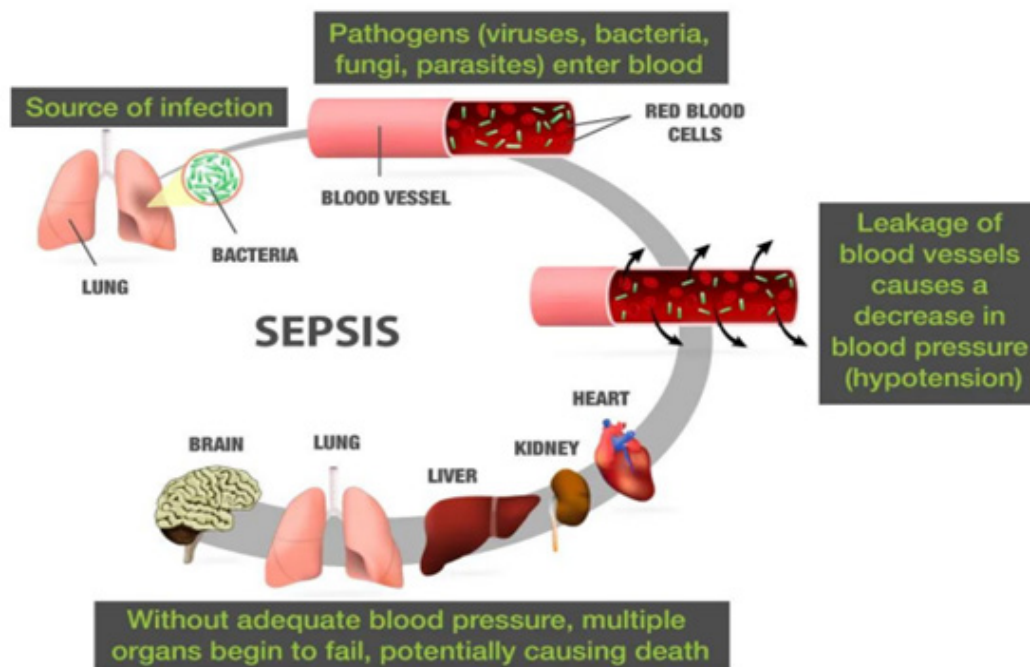 Pathogens (viruses, bacteria,
fungi, parasites) enter blood
Source of infection
RED BLOOD
CELLS
BLOOD VESSEL
BACTERIA
LUNG
Leakage of
blood vessels
causes a
decrease in
blood pressure
(hypotension)
SEPSIS
HEART
KIDNEY
LIVER
LUNG
BRAIN
Without adequate blood pressure, multiple
organs begin to fail, potentially causing death